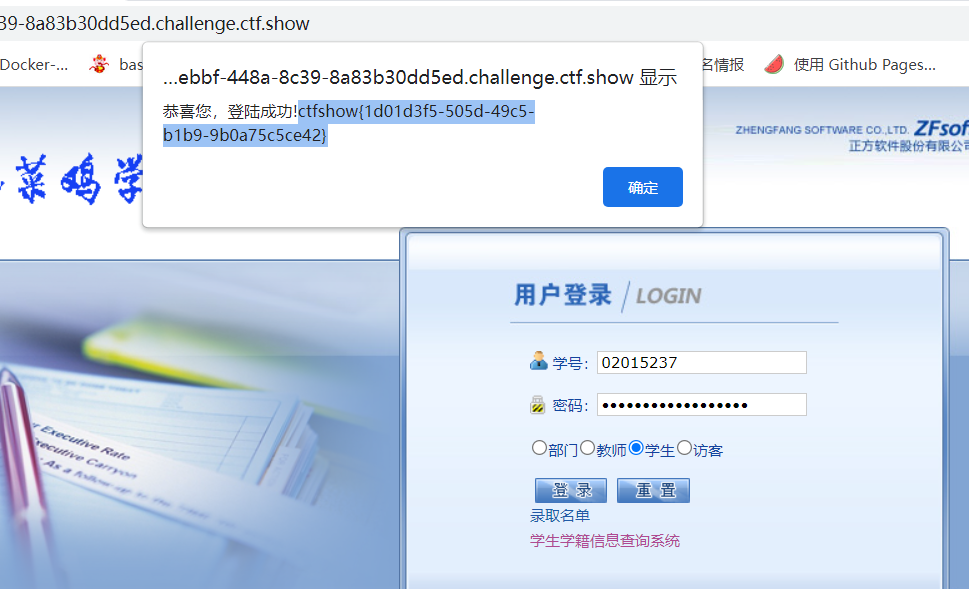 39-8a83b30dd5ed.challenge.ctf.show
Docker-...
bas
名情报
使用 Github Pages...
...ebbf-448a-8c39-8a83b30dd5ed.challenge.ctf.show 显示
恭喜您，登陆成功!ctfshow{1d01d3f5-505d-49c5-
b1b9-9b0a75c5ce42}
确定
ZHENGFANG SOFTWARE CO.,LTD. ZFsof
正方软件股份有限公司
菜鸡学
用户登录 / LOGIN
学号: 02015237
密码: ••••••••••••••••••
部门 教师 学生 访客
登 录 重 置
录取名单
学生学籍信息查询系统
Executive Rate
Executive Carryon
As a follow-up to the